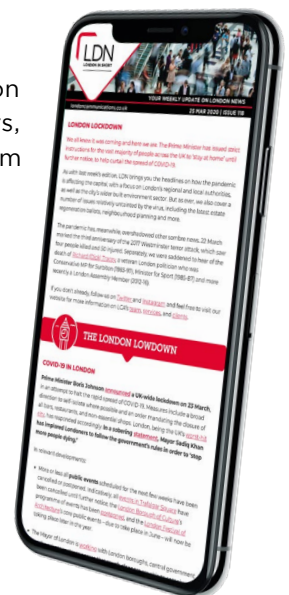 on
rs,
m
LDN
LONDON IN SHORT
YOUR WEEKLY UPDATE ON LONDON NEWS
londoncommunications.co.uk
25 MAR 2020 | ISSUE 118
LONDON LOCKDOWN
We all knew it was coming and here we are. The Prime Minister has issued strict
instructions for the vast majority of people across the UK to 'stay at home' until
further notice, to help curtail the spread of COVID-19.
As with last week's edition, LDN brings you the headlines on how the pandemic
is affecting the capital, with a focus on London's regional and local authorities,
as well as the city's wider built environment sector. But as ever, we also cover a
number of issues relatively untainted by the virus, including the latest estate
regeneration ballots, neighbourhood planning and more.
The pandemic has, meanwhile, overshadowed other sombre news. 22 March
marked the third anniversary of the 2017 Westminster terror attack, which saw
four people killed and 50 injured. Separately, we were saddened to hear of the
death of Richard (Dick) Tracey, a veteran London politician who was
Conservative MP for Surbiton (1983-97), Minister for Sport (1985-87) and more
recently a London Assembly Member (2012-16).
If you don't already, follow us on Twitter and Instagram and feel free to visit our
website for more information on LCA's team, services, and clients.
THE LONDON LOWDOWN
COVID-19 IN LONDON
Prime Minister Boris Johnson announced a UK-wide lockdown on 23 March,
in an attempt to halt the rapid spread of COVID-19. Measures include a broad
direction to self-isolate where possible and an order mandating the closure of
all bars, restaurants, and non-essential shops. London, being the UK's worst-hit
city, has responded accordingly. In a sobering statement, Mayor Sadiq Khan
has implored Londoners to follow the government's rules in order to 'stop
more people dying.'
In relevant developments:
• More or less all public events scheduled for the next few weeks have been
cancelled or postponed. Indicatively, all events in Trafalgar Square have
been cancelled until further notice, the London Borough of Culture's
programme of events has been postponed, and the London Festival of
Architecture's core public events – due to take place in June – will now be
taking place later in the year.
• The Mayor of London is working with London boroughs, central government